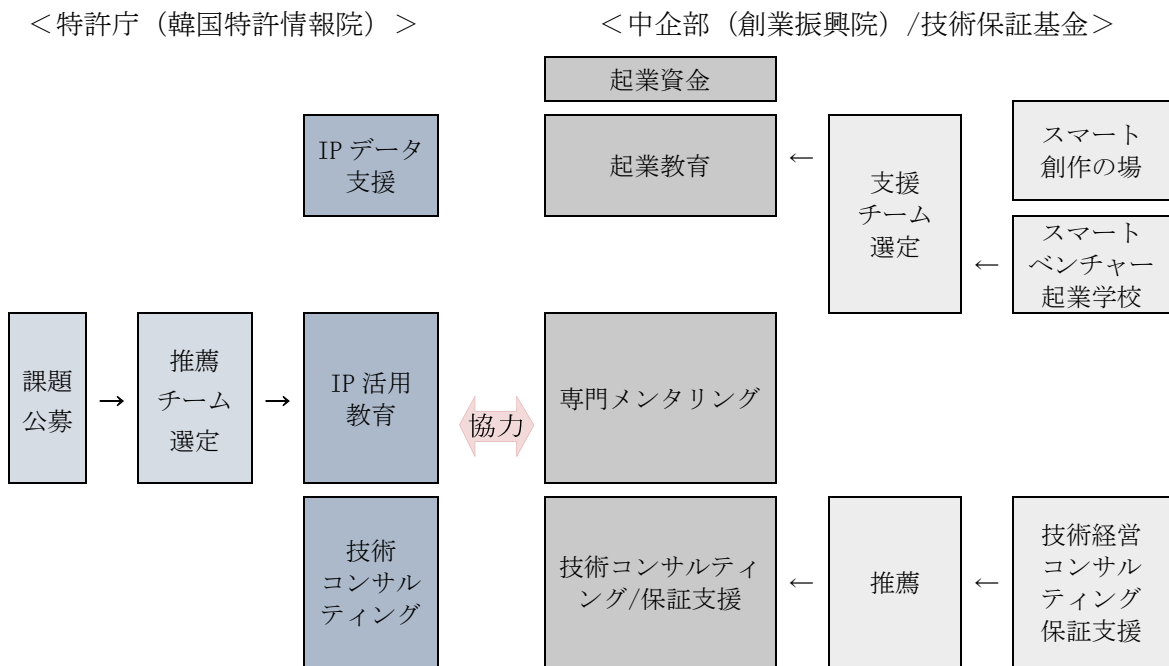 ＜特許庁（韓国特許情報院）＞
＜中企部（創業振興院）/技術保証基金＞
起業資金
IP データ
支援
起業教育
←
支援
チーム
選定
スマート
創作の場
←
スマート
ベンチャー
起業学校
課題
公募
→
推薦
チーム
選定
→
IP 活用
教育
協力
専門メンタリング
技術
コンサル
ティング
技術コンサルティ
ング/保証支援
←
推薦
←
技術経営
コンサル
ティング
保証支援